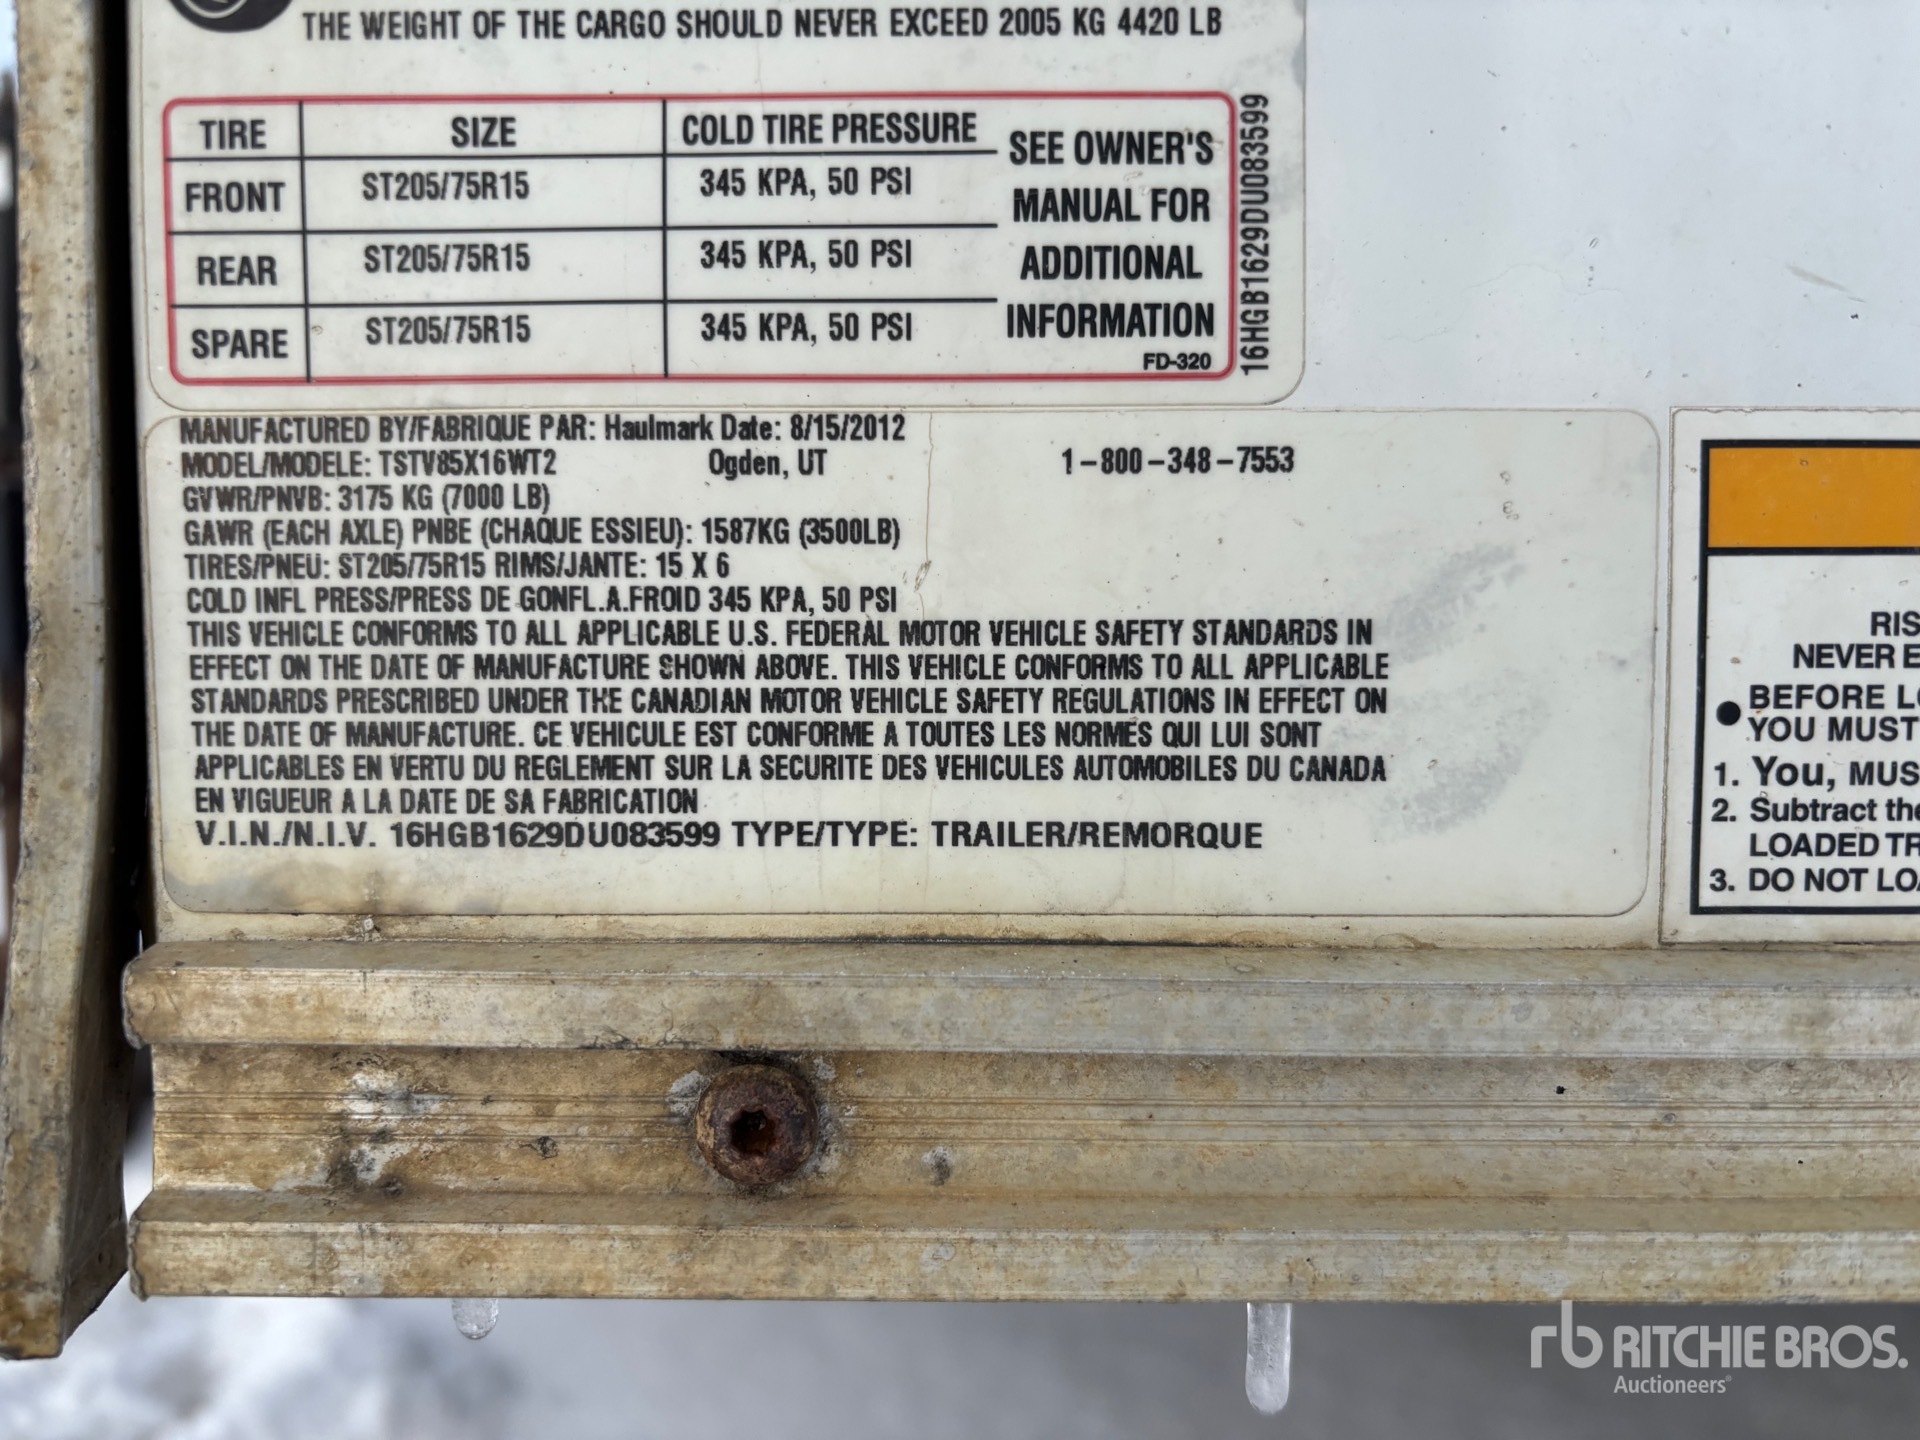 THE WEIGHT OF THE CARGO SHOULD NEVER EXCEED 2005 KG 4420 LB
TIRE SIZE COLD TIRE PRESSURE
FRONT ST205/75R15 345 KPA, 50 PSI
REAR ST205/75R15 345 KPA, 50 PSI
SPARE ST205/75R15 345 KPA, 50 PSI
SEE OWNER'S
MANUAL FOR
ADDITIONAL
INFORMATION
FD-320
16HGB1629DU083599
MANUFACTURED BY/FABRIQUE PAR: Haulmark Date: 8/15/2012
MODEL/MODELE: TSTV85X16WT2 Ogden, UT 1-800-348-7553
GVWR/PNVB: 3175 KG (7000 LB)
GAWR (EACH AXLE) PNBE (CHAQUE ESSIEU): 1587KG (3500LB)
TIRES/PNEU: ST205/75R15 RIMS/JANTE: 15 X 6
COLD INFL PRESS/PRESS DE GONFL.A.FROID 345 KPA, 50 PSI
THIS VEHICLE CONFORMS TO ALL APPLICABLE U.S. FEDERAL MOTOR VEHICLE SAFETY STANDARDS IN
EFFECT ON THE DATE OF MANUFACTURE SHOWN ABOVE. THIS VEHICLE CONFORMS TO ALL APPLICABLE
STANDARDS PRESCRIBED UNDER THE CANADIAN MOTOR VEHICLE SAFETY REGULATIONS IN EFFECT ON
THE DATE OF MANUFACTURE. CE VEHICULE EST CONFORME A TOUTES LES NORMES QUI LUI SONT
APPLICABLES EN VERTU DU REGLEMENT SUR LA SECURITE DES VEHICULES AUTOMOBILES DU CANADA
EN VIGUEUR A LA DATE DE SA FABRICATION
V.I.N./N.I.V. 16HGB1629DU083599 TYPE/TYPE: TRAILER/REMORQUE
RIS
NEVER E
● BEFORE LO
YOU MUST
1. You, MUS
2. Subtract the
LOADED TR
3. DO NOT LOA
rb RITCHIE BROS.
Auctioneers